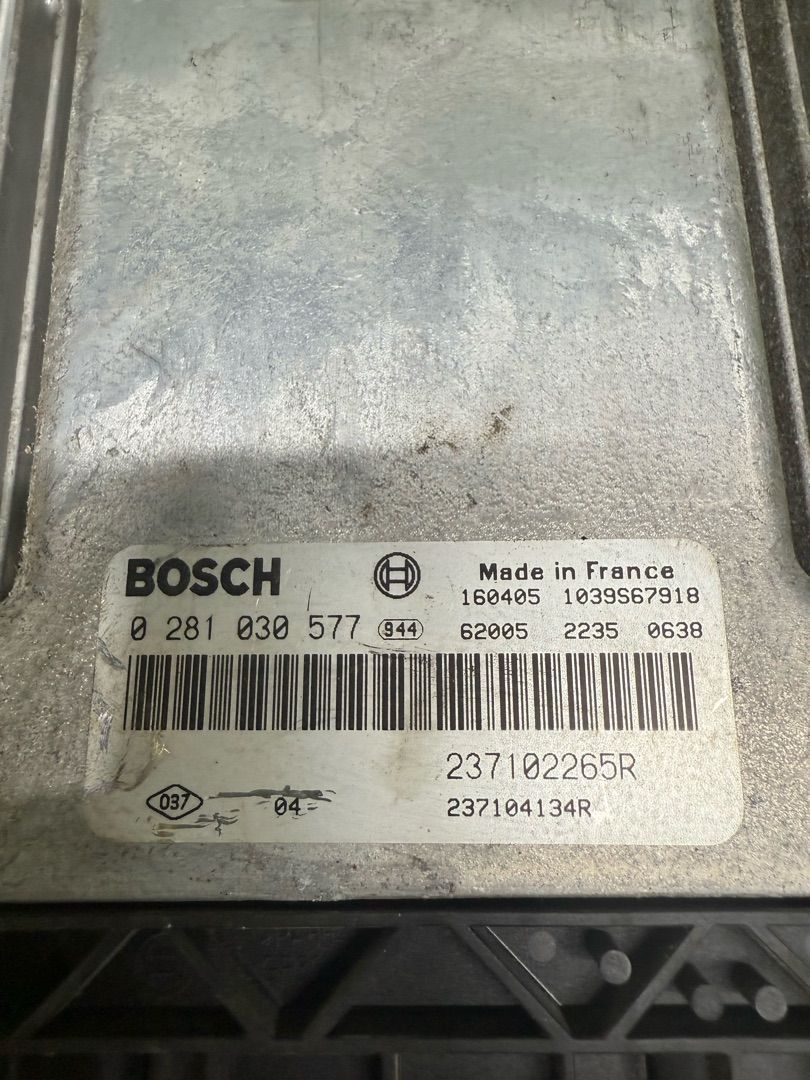 BOSCH
Made in France
160405 1039S67918
0 281 030 577 944 62005 2235 0638
237102265R
037 04 237104134R